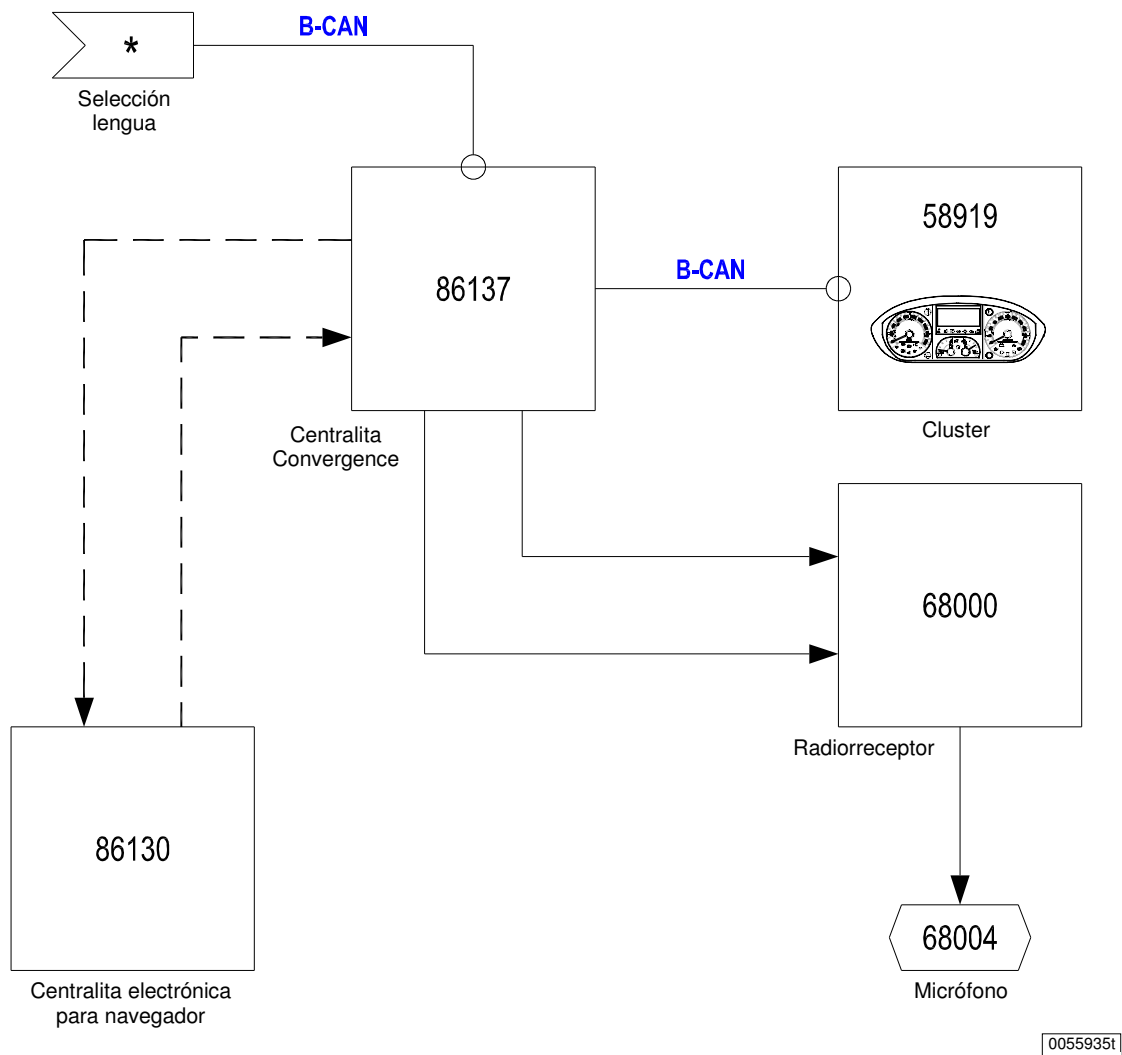 B-CAN
*
Selección
lengua
58919
86137
B-CAN
Centralita
Convergence
Cluster
68000
Radiorreceptor
86130
68004
Centralita electrónica
para navegador
Micrófono
0055935t